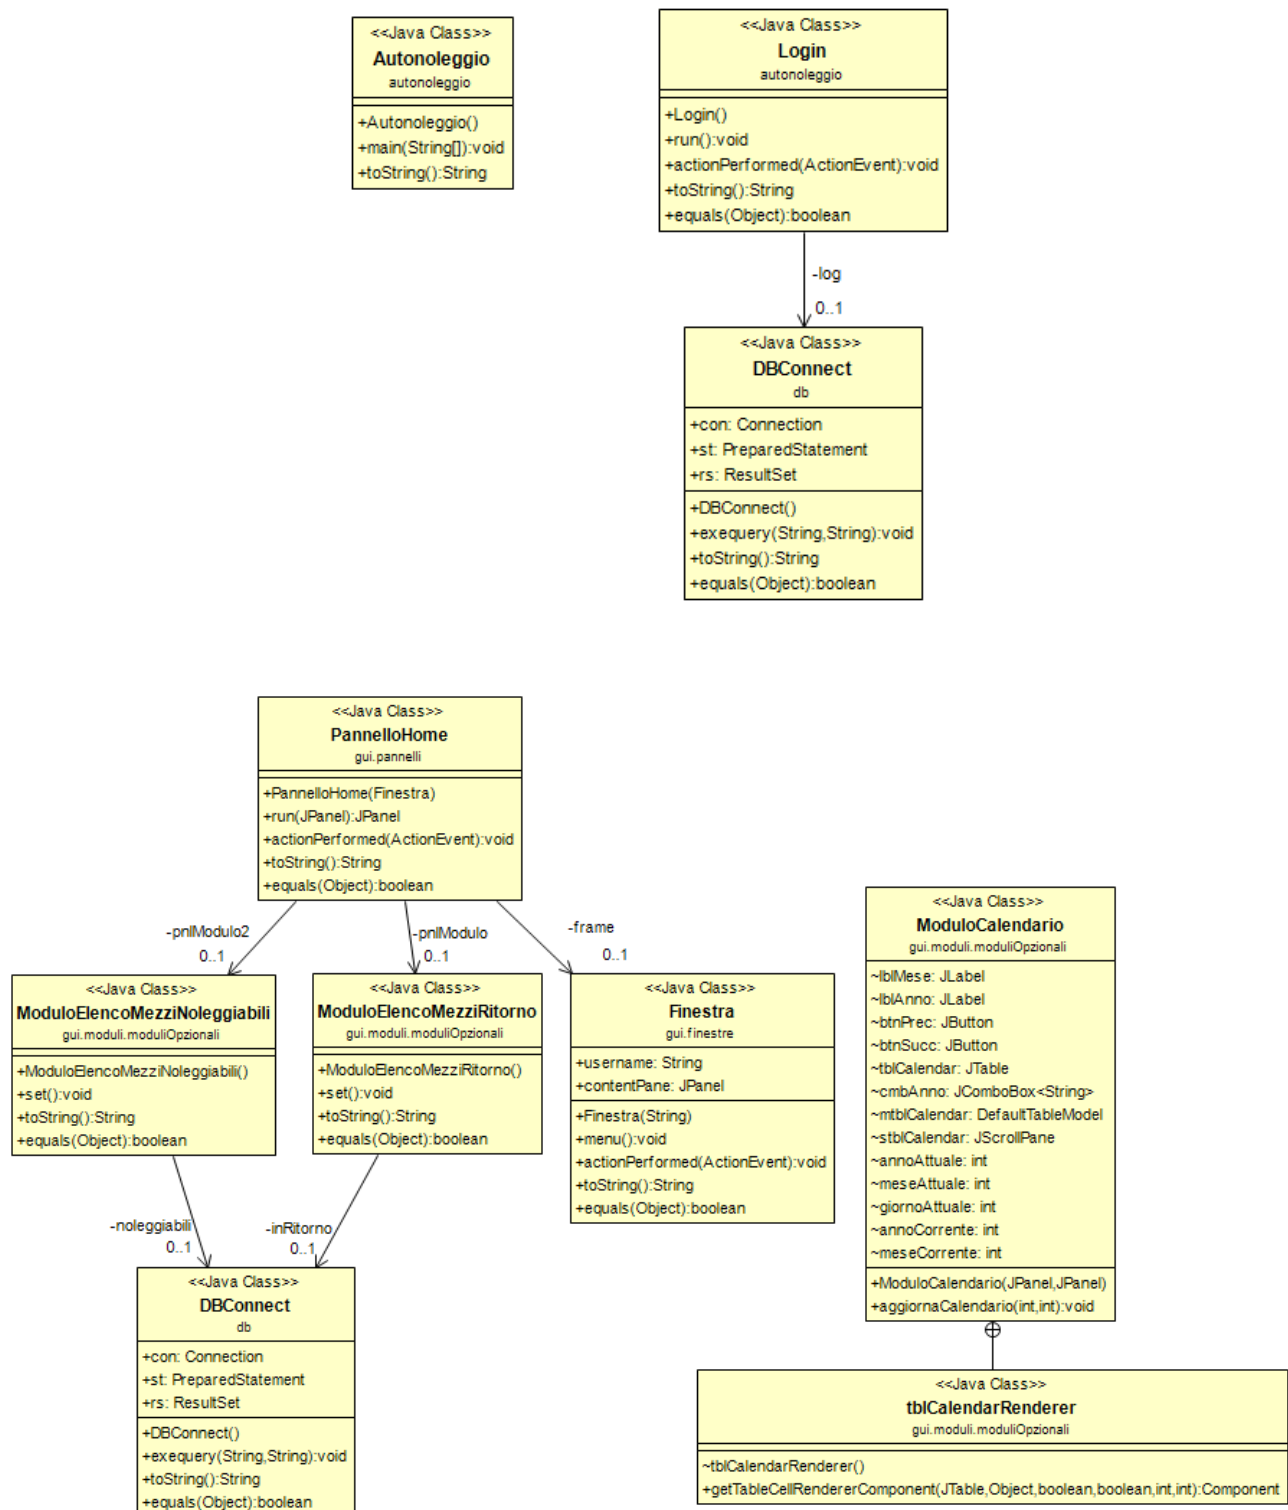 <<Java Class>>
Autonoleggio
autonoleggio
+Autonoleggio()
+main(String[]):void
+toString():String
<<Java Class>>
Login
autonoleggio
+Login()
+run():void
+actionPerformed(ActionEvent):void
+toString():String
+equals(Object):boolean
-log
0..1
<<Java Class>>
DBConnect
db
+con: Connection
+st: PreparedStatement
+rs: ResultSet
+DBConnect()
+exequery(String,String):void
+toString():String
+equals(Object):boolean
<<Java Class>>
PannelloHome
gui.pannelli
+PannelloHome(Finestra)
+run(JPanel):JPanel
+actionPerformed(ActionEvent):void
+toString():String
+equals(Object):boolean
-pnlModulo2
0..1
-pnlModulo
0..1
-frame
0..1
<<Java Class>>
ModuloElencoMezziNoleggiabili
gui.moduli.moduliOpzionali
+ModuloElencoMezziNoleggiabili()
+set():void
+toString():String
+equals(Object):boolean
<<Java Class>>
ModuloElencoMezziRitorno
gui.moduli.moduliOpzionali
+ModuloElencoMezziRitorno()
+set():void
+toString():String
+equals(Object):boolean
<<Java Class>>
Finestra
gui.finestre
+username: String
+contentPane: JPanel
+Finestra(String)
+menu():void
+actionPerformed(ActionEvent):void
+toString():String
+equals(Object):boolean
-noleggiabili
0..1
-inRitorno
0..1
<<Java Class>>
DBConnect
db
+con: Connection
+st: PreparedStatement
+rs: ResultSet
+DBConnect()
+exequery(String,String):void
+toString():String
+equals(Object):boolean
<<Java Class>>
ModuloCalendario
gui.moduli.moduliOpzionali
~lblMese: JLabel
~lblAnno: JLabel
~btnPrec: JButton
~btnSucc: JButton
~tblCalendar: JTable
~cmbAnno: JComboBox<String>
~mtblCalendar: DefaultTableModel
~stblCalendar: JScrollPane
~annoAttuale: int
~meseAttuale: int
~giornoAttuale: int
~annoCorrente: int
~meseCorrente: int
+ModuloCalendario(JPanel,JPanel)
+aggiornaCalendario(int,int):void
<<Java Class>>
tblCalendarRenderer
gui.moduli.moduliOpzionali
~tblCalendarRenderer()
+getTableCellRendererComponent(JTable,Object,boolean,boolean,int,int):Component